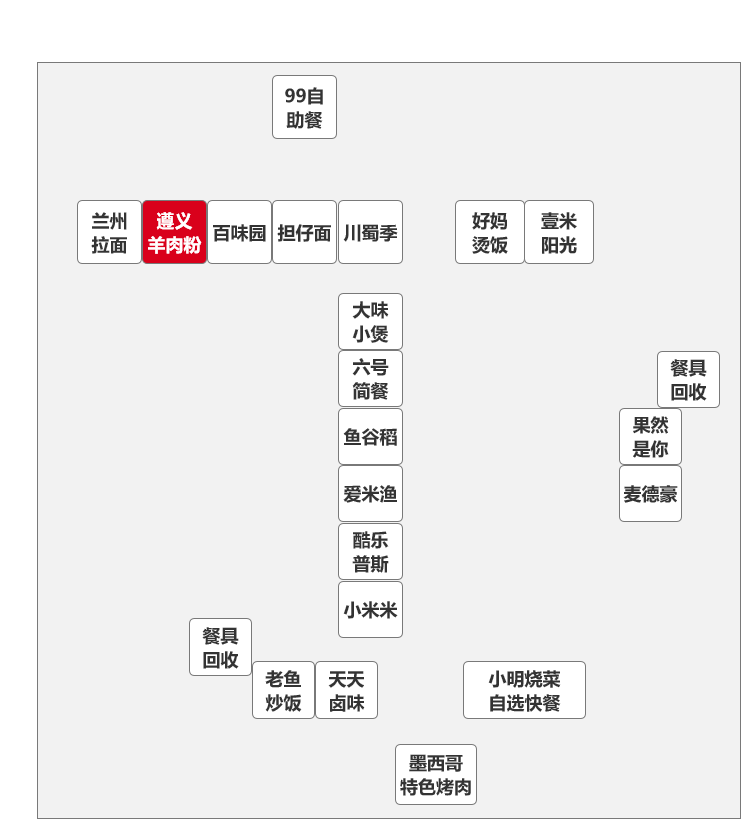 99自
助餐
兰州
拉面
遵义
羊肉粉
百味园
担仔面
川蜀季
好妈
烫饭
壹米
阳光
大味
小煲
六号
简餐
餐具
回收
鱼谷稻
果然
是你
爱米渔
麦德豪
酷乐
普斯
小米米
餐具
回收
老鱼
炒饭
天天
卤味
小明烧菜
自选快餐
墨西哥
特色烤肉